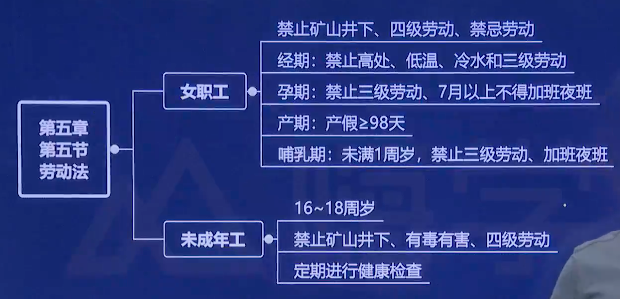 第五章
第五节
劳动法
女职工
禁止矿山井下、四级劳动、禁忌劳动
经期：禁止高处、低温、冷水和三级劳动
孕期：禁止三级劳动、7月以上不得加班夜班
产期：产假≥98天
哺乳期：未满1周岁，禁止三级劳动、加班夜班
未成年工
16~18周岁
禁止矿山井下、有毒有害、四级劳动
定期进行健康检查